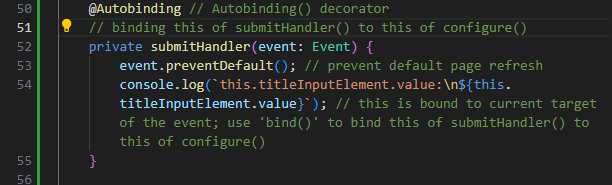 50 @Autobinding // Autobinding() decorator
51 // binding this of submitHandler() to this of configure()
52 private submitHandler(event: Event) {
53 event.preventDefault(); // prevent default page refresh
54 console.log(`this.titleInputElement.value:\n${this.
titleInputElement.value}`); // this is bound to current target
of the event; use 'bind()' to bind this of submitHandler() to
this of configure()
55 }
56